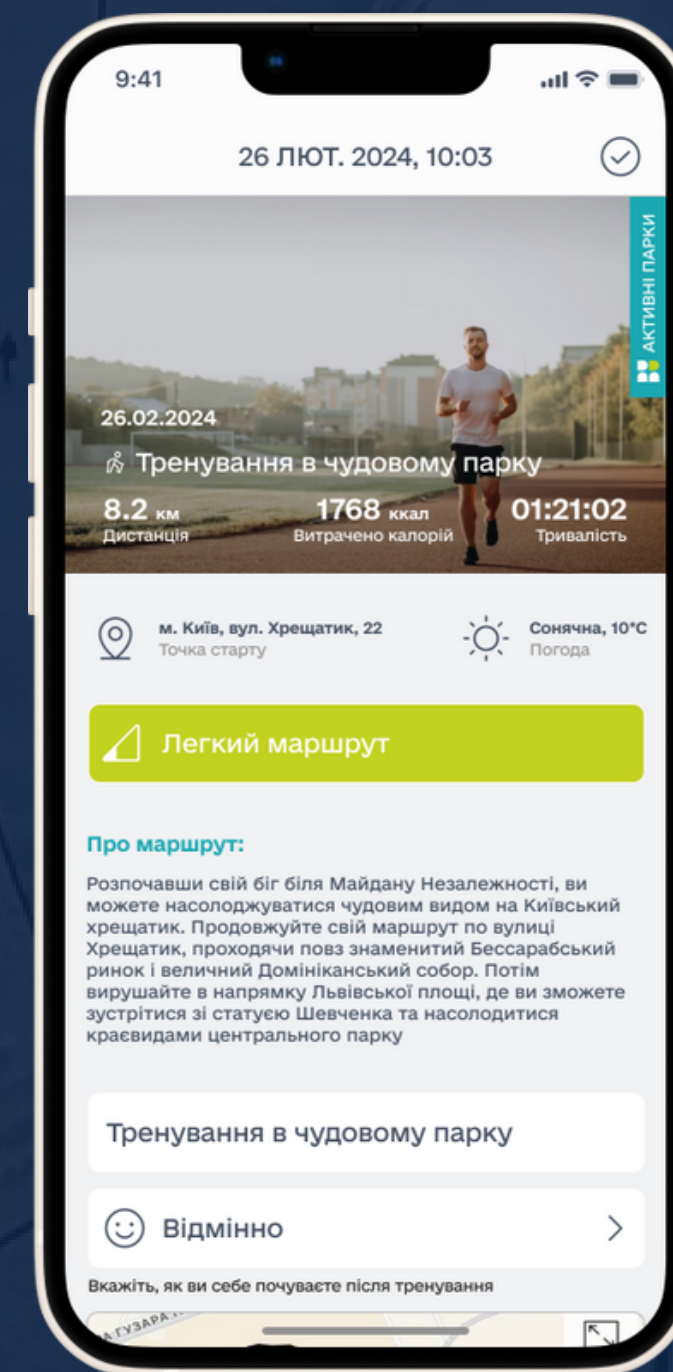 9:41
26 ЛЮТ. 2024, 10:03
АКТИВНІ ПАРКИ
26.02.2024
Тренування в чудовому парку
8.2 км 1768 ккал 01:21:02
Дистанція Витрачено калорій Тривалість
м. Київ, вул. Хрещатик, 22 Сонячна, 10°C
Точка старту Погода
Легкий маршрут
Про маршрут:
Розпочавши свій біг біля Майдану Незалежності, ви
можете насолоджуватися чудовим видом на Київський
хрещатик. Продовжуйте свій маршрут по вулиці
Хрещатик, проходячи повз знаменитий Бессарабський
ринок і величний Домініканський собор. Потім
вирушайте в напрямку Львівської площі, де ви зможете
зустрітися зі статуєю Шевченка та насолодитися
краєвидами центрального парку
Тренування в чудовому парку
Відмінно
Вкажіть, як ви себе почуваєте після тренування